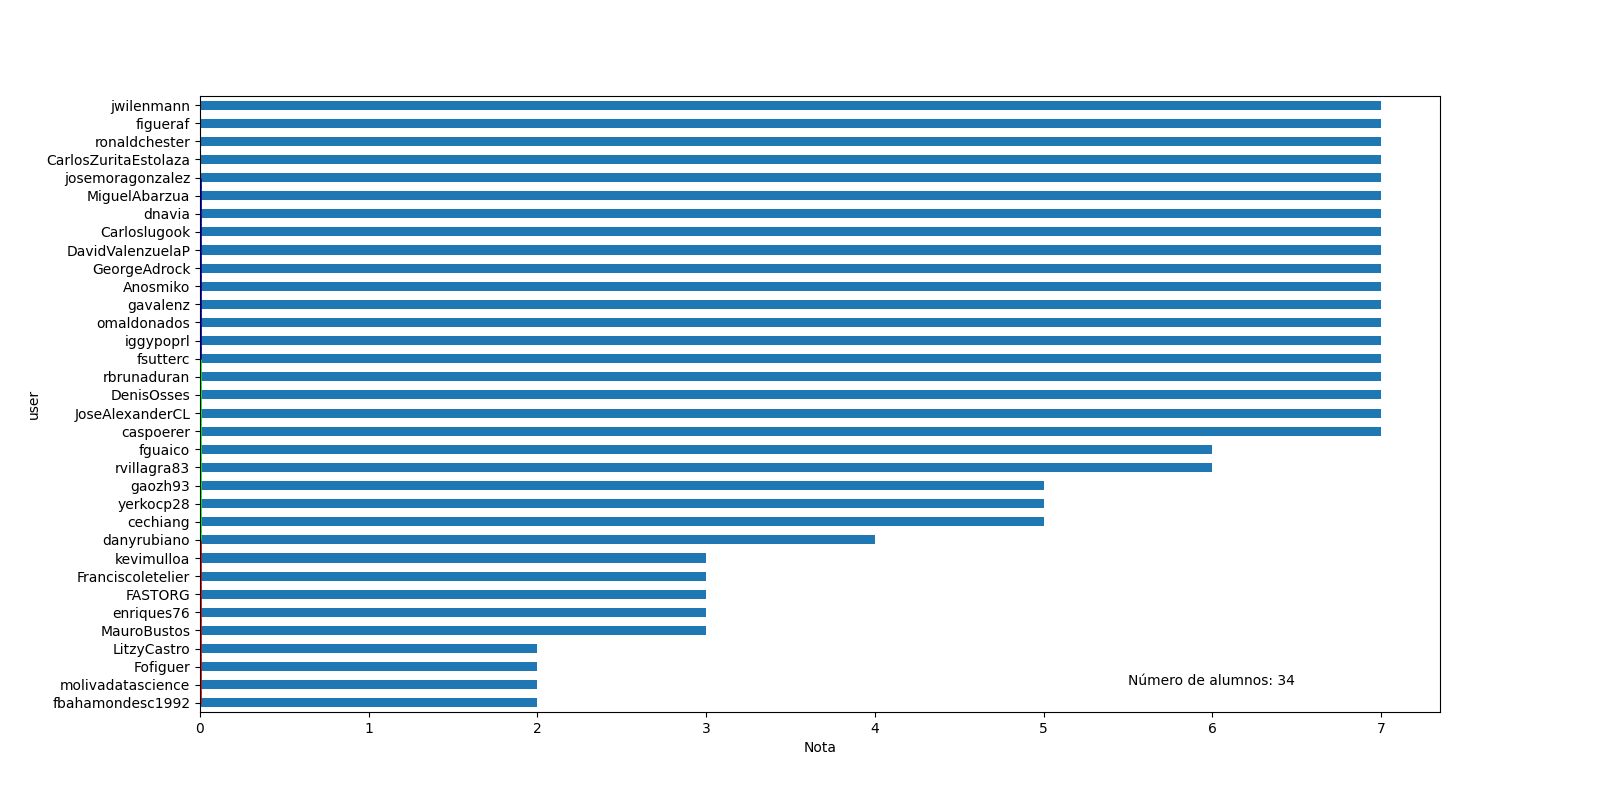 jwilenmann
figueraf
ronaldchester
CarlosZuritaEstolaza
josemoragonzalez
MiguelAbarzua
dnavia
Carloslugook
DavidValenzuelaP
GeorgeAdrock
Anosmiko
gavalenz
omaldonados
iggypoprl
fsutterc
rbrunaduran
DenisOsses
JoseAlexanderCL
caspoerer
fguaico
rvillagra83
gaozh93
yerkocp28
cechiang
danyrubiano
kevimulloa
Franciscoletelier
FASTORG
enriques76
MauroBustos
LitzyCastro
Fofiguer
molivadatascience
fbahamondesc1992
user
Número de alumnos: 34
0 1 2 3 4 5 6 7
Nota